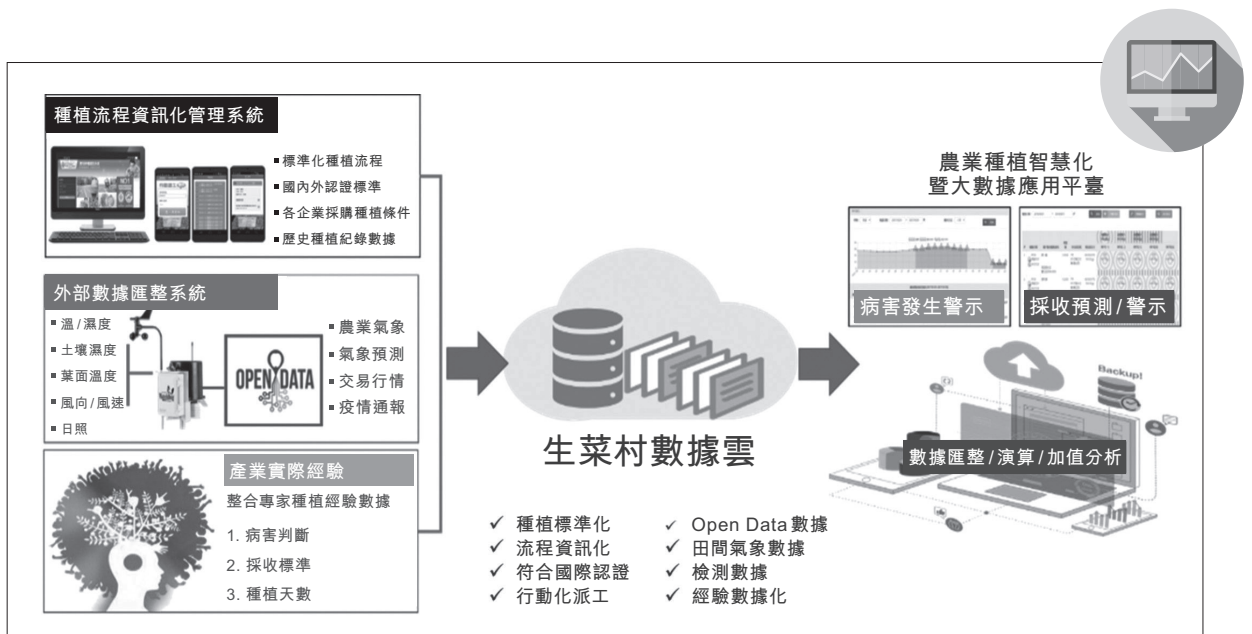 種植流程資訊化管理系統
▪標準化種植流程
▪國內外認證標準
▪各企業採購種植條件
▪歷史種植紀錄數據
外部數據匯整系統
▪溫/濕度
▪土壤濕度
▪葉面溫度
▪風向/風速
▪日照
OPEN DATA
▪農業氣象
▪氣象預測
▪交易行情
▪疫情通報
產業實際經驗
整合專家種植經驗數據
1. 病害判斷
2. 採收標準
3. 種植天數
生菜村數據雲
✓ 種植標準化
✓ 流程資訊化
✓ 符合國際認證
✓ 行動化派工
✓ Open Data數據
✓ 田間氣象數據
✓ 檢測數據
✓ 經驗數據化
農業種植智慧化
暨大數據應用平臺
病害發生警示
採收預測/警示
Backup!
數據匯整/演算/加值分析